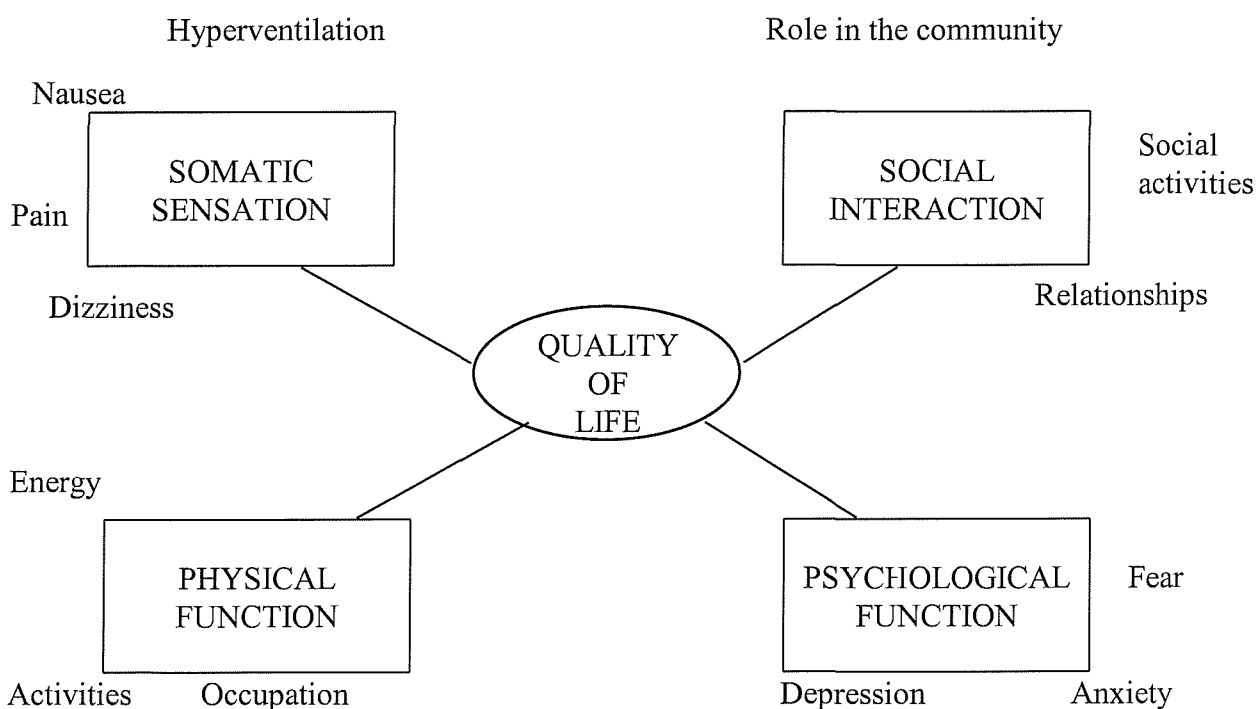 Hyperventilation
Role in the community
Nausea
SOMATIC
SENSATION
SOCIAL
INTERACTION
Social
activities
Pain
Dizziness
Relationships
QUALITY
OF
LIFE
Energy
PHYSICAL
FUNCTION
PSYCHOLOGICAL
FUNCTION
Fear
Activities
Occupation
Depression
Anxiety